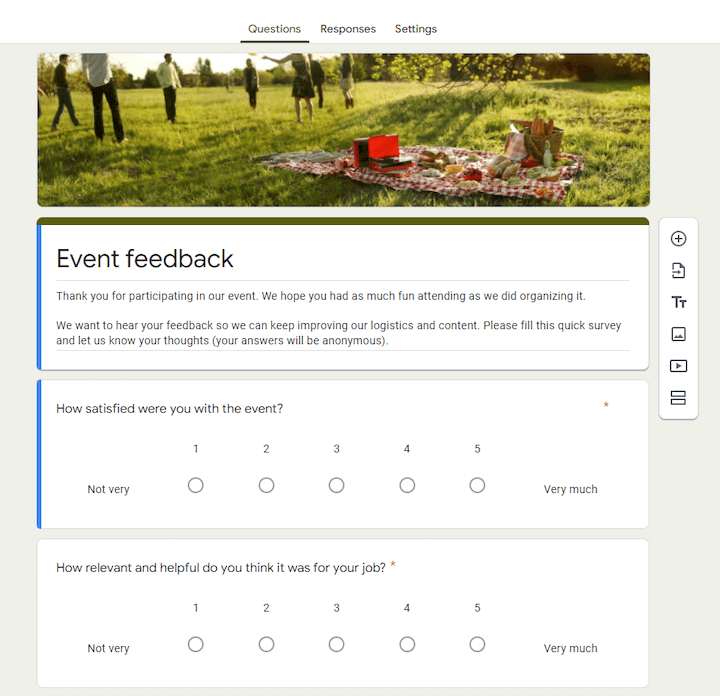 Questions Responses Settings
Event feedback
Thank you for participating in our event. We hope you had as much fun attending as we did organizing it.
We want to hear your feedback so we can keep improving our logistics and content. Please fill this quick survey
and let us know your thoughts (your answers will be anonymous).
How satisfied were you with the event? *
1 2 3 4 5
Not very Very much
How relevant and helpful do you think it was for your job? *
1 2 3 4 5
Not very Very much
Tт